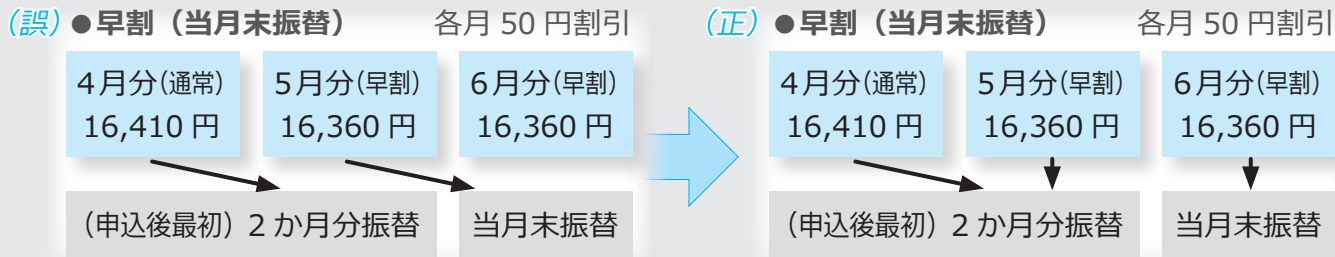 (誤) ●早割（当月末振替） 各月 50 円割引
4月分(通常) 5月分(早割) 6月分(早割)
16,410 円 16,360 円 16,360 円
（申込後最初）2 か月分振替 当月末振替
(正) ●早割（当月末振替） 各月 50 円割引
4月分(通常) 5月分(早割) 6月分(早割)
16,410 円 16,360 円 16,360 円
（申込後最初）2 か月分振替 当月末振替